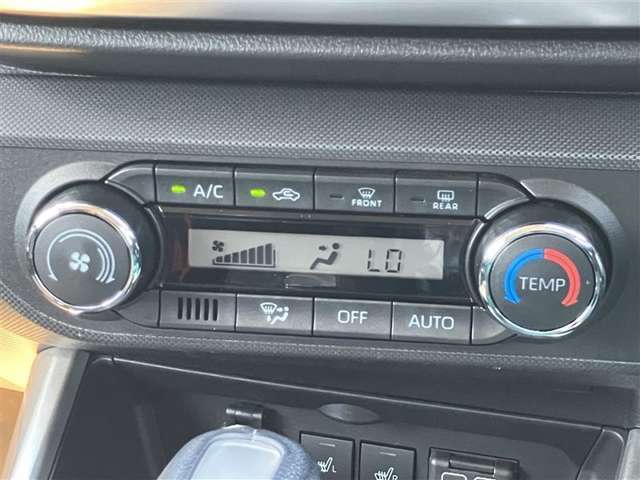 A/C
FRONT
REAR
LO
TEMP
OFF
AUTO
L
R